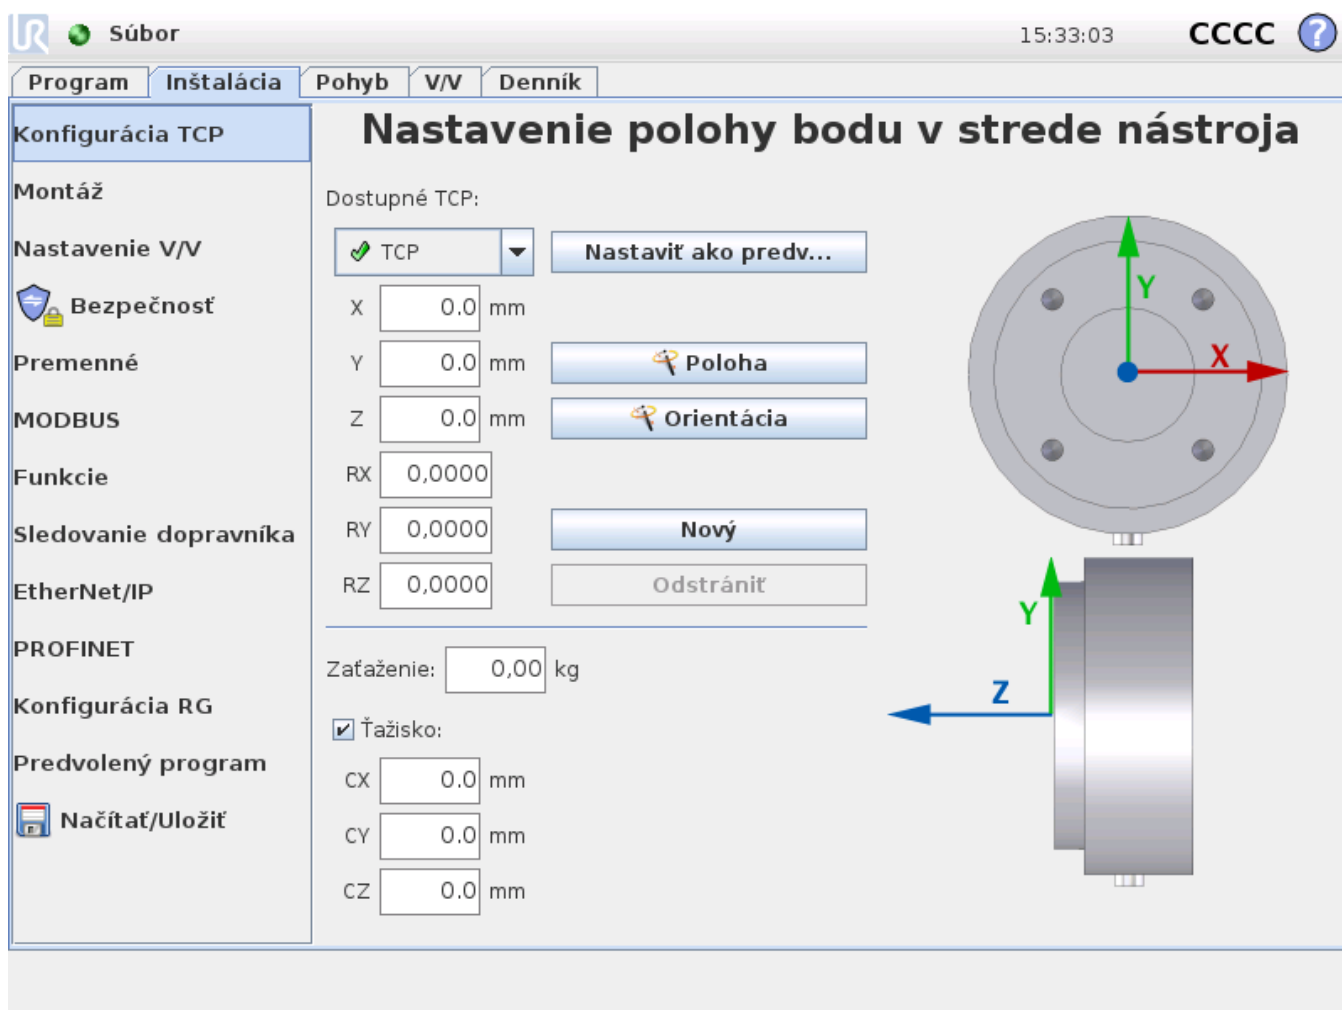 UR Súbor 15:33:03 CCCC ?
Program Inštalácia Pohyb V/V Denník
Konfigurácia TCP
Montáž
Nastavenie V/V
Bezpečnosť
Premenné
MODBUS
Funkcie
Sledovanie dopravníka
EtherNet/IP
PROFINET
Konfigurácia RG
Predvolený program
Načítať/Uložiť
Nastavenie polohy bodu v strede nástroja
Dostupné TCP:
TCP Nastaviť ako predv...
X 0.0 mm
Y 0.0 mm Poloha
Z 0.0 mm Orientácia
RX 0,0000
RY 0,0000 Nový
RZ 0,0000 Odstrániť
Zaťaženie: 0,00 kg
Ťažisko:
CX 0.0 mm
CY 0.0 mm
CZ 0.0 mm
Y
X
Y
Z